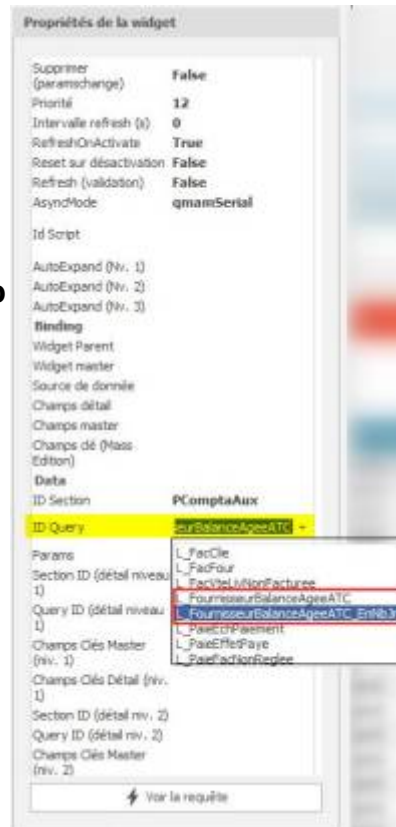 Propriétés de la widget
Supprimer
(paramschange) False
Priorité 12
Intervalle refresh (s) 0
RefreshOnActivate True
Reset sur désactivation False
Refresh (validation) False
AsyncMode qmamSerial
Id Script
AutoExpand (Nv. 1)
AutoExpand (Nv. 2)
AutoExpand (Nv. 3)
Binding
Widget Parent
Widget master
Source de donnée
Champs détail
Champs master
Champs clé (Mass
Edition)
Data
ID Section PComptaAux
ID Query eurBalanceAgeeATC
Params
Section ID (détail niveau
1)
Query ID (détail niveau
1)
Champs Clés Master
(niv. 1)
Champs Clés Détail (niv.
1)
Section ID (détail niv. 2)
Query ID (détail niv. 2)
Champs Clés Master
(niv. 2)
L_FacClie
L_FacFour
L_FacVteLivNonFacturee
L_FournisseurBalanceAgeeATC
L_FournisseurBalanceAgeeATC_EnNbJr
L_PaieEchPaiement
L_PaieEffetPaye
L_PaieFacNonReglee
Voir la requête